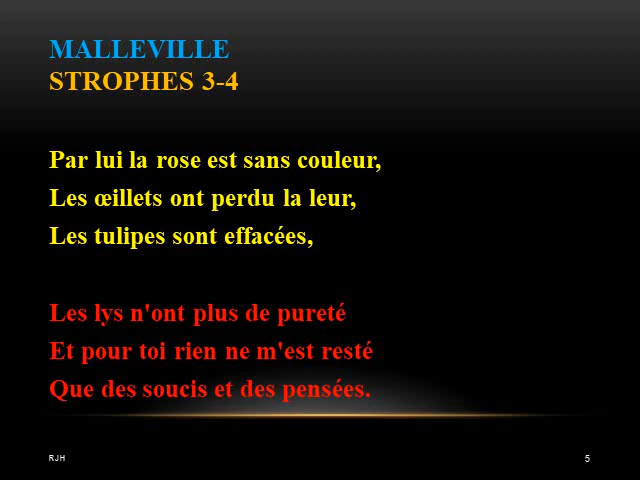 MALLEVILLE
STROPHES 3-4
Par lui la rose est sans couleur,
Les œillets ont perdu la leur,
Les tulipes sont effacées,
Les lys n'ont plus de pureté
Et pour toi rien ne m'est resté
Que des soucis et des pensées.
RJH
5